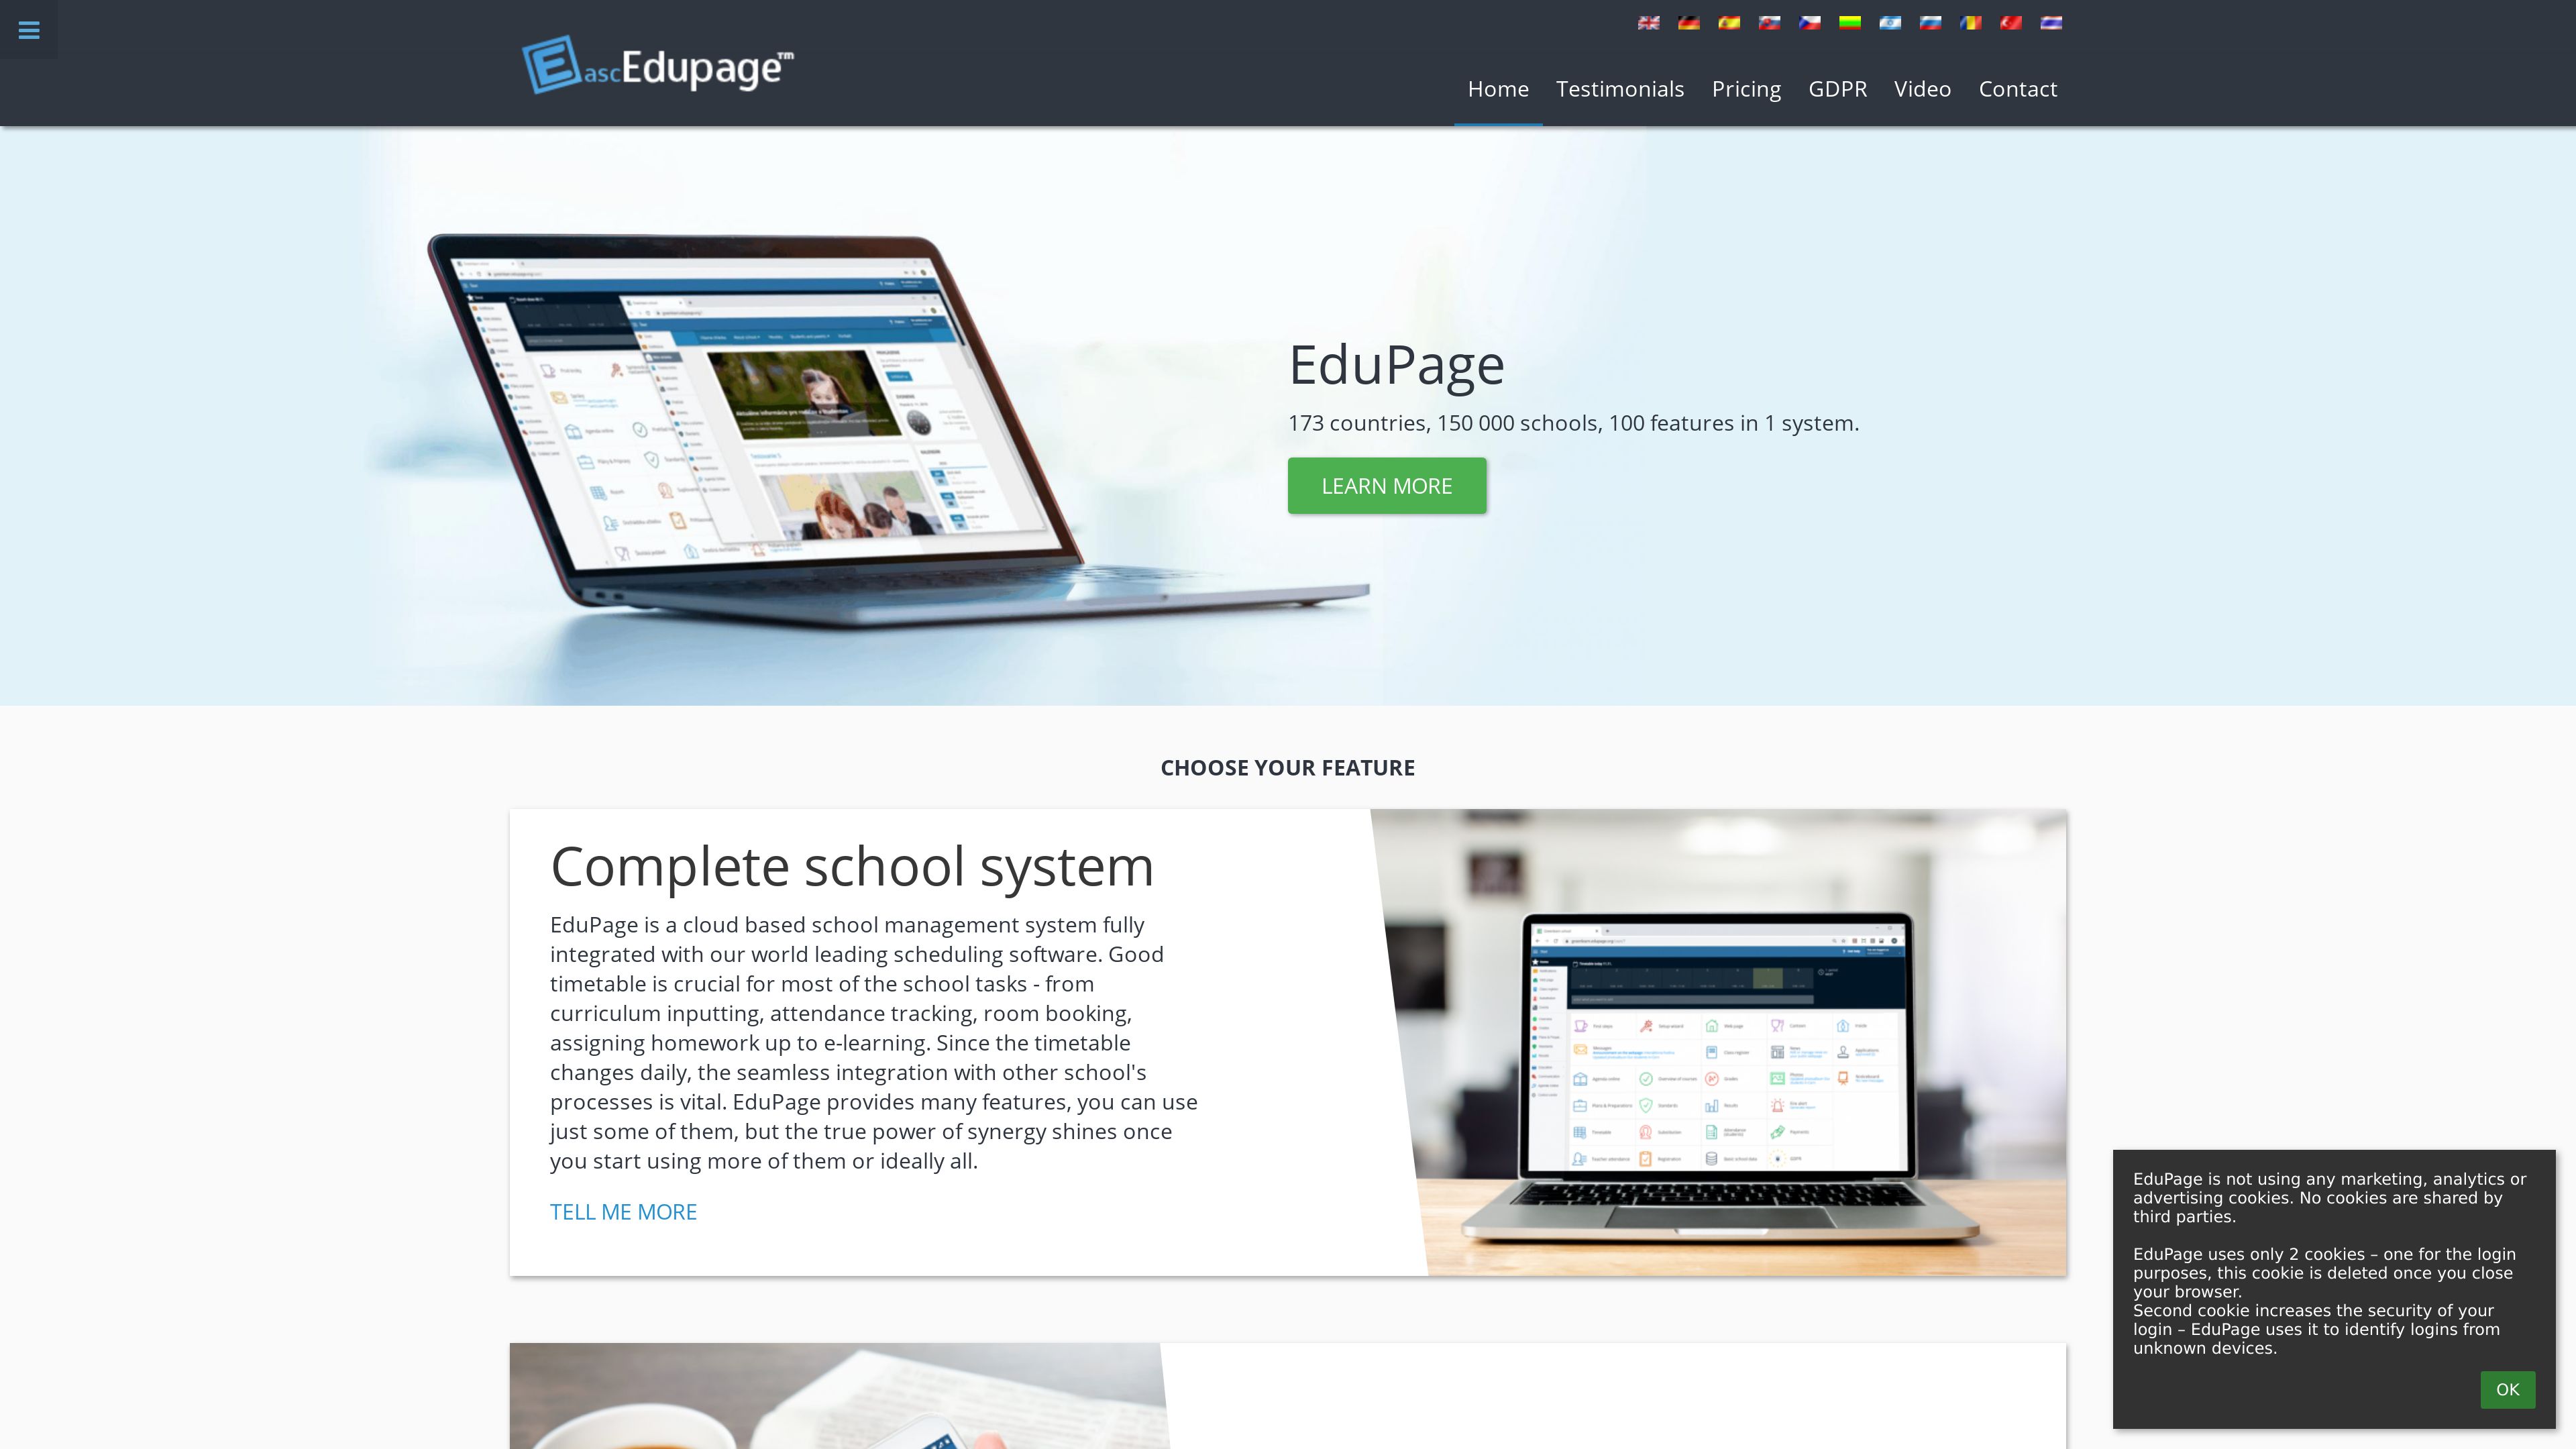 ascEdupage™
Home Testimonials Pricing GDPR Video Contact
EduPage
173 countries, 150 000 schools, 100 features in 1 system.
LEARN MORE
CHOOSE YOUR FEATURE
Complete school system
EduPage is a cloud based school management system fully
integrated with our world leading scheduling software. Good
timetable is crucial for most of the school tasks - from
curriculum inputting, attendance tracking, room booking,
assigning homework up to e-learning. Since the timetable
changes daily, the seamless integration with other school's
processes is vital. EduPage provides many features, you can use
just some of them, but the true power of synergy shines once
you start using more of them or ideally all.
TELL ME MORE
EduPage is not using any marketing, analytics or
advertising cookies. No cookies are shared by
third parties.
EduPage uses only 2 cookies – one for the login
purposes, this cookie is deleted once you close
your browser.
Second cookie increases the security of your
login – EduPage uses it to identify logins from
unknown devices.
OK